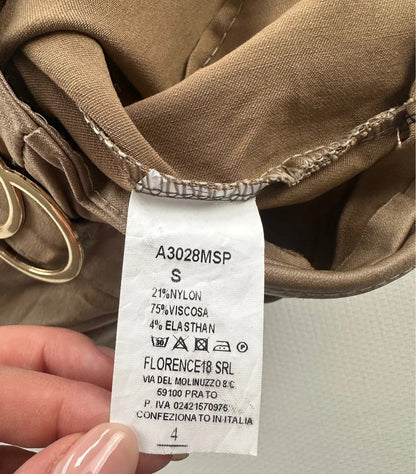 A3028MSP
S
21%NYLON
75%VISCOSA
4% ELASTHAN
30 P
FLORENCE18 SRL
VIA DEL MOLINUZZO 8/C
59100 PRATO
P. IVA 02421570976
CONFEZIONATO IN ITALIA
4